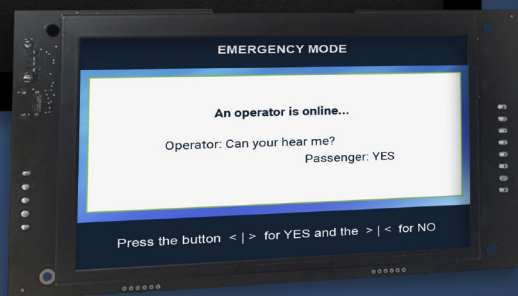 EMERGENCY MODE
An operator is online...
Operator: Can your hear me?
Passenger: YES
Press the button < | > for YES and the > | < for NO